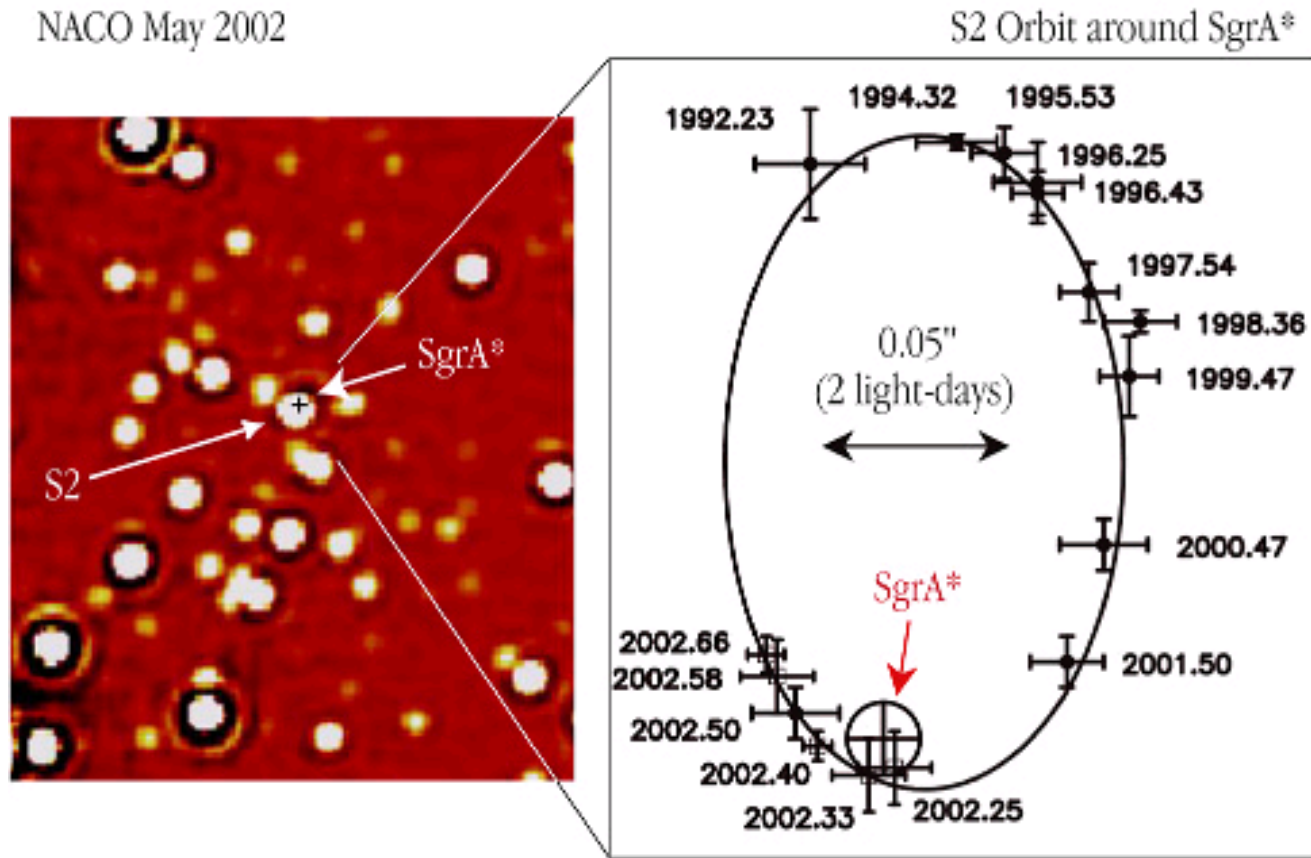 NACO May 2002
S2 Orbit around SgrA*
SgrA*
S2
1992.23
1994.32
1995.53
1996.25
1996.43
1997.54
1998.36
1999.47
0.05"
(2 light-days)
2000.47
SgrA*
2001.50
2002.66
2002.58
2002.50
2002.40
2002.33
2002.25